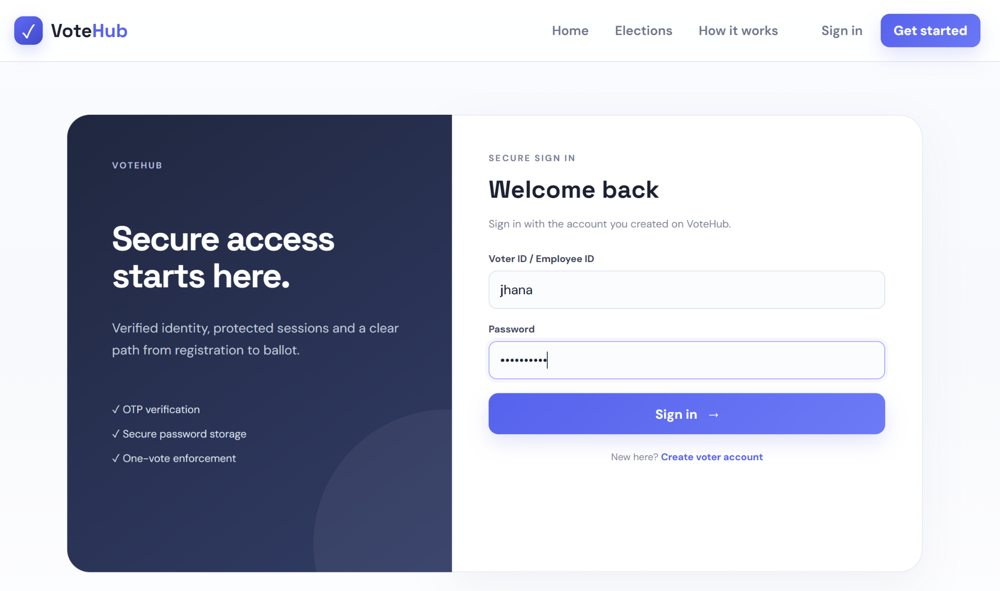 ✓ VoteHub
Home Elections How it works Sign in Get started
VOTEHUB
Secure access
starts here.
Verified identity, protected sessions and a clear
path from registration to ballot.
✓ OTP verification
✓ Secure password storage
✓ One-vote enforcement
SECURE SIGN IN
Welcome back
Sign in with the account you created on VoteHub.
Voter ID / Employee ID
jhana
Password
••••••••••
Sign in →
New here? Create voter account